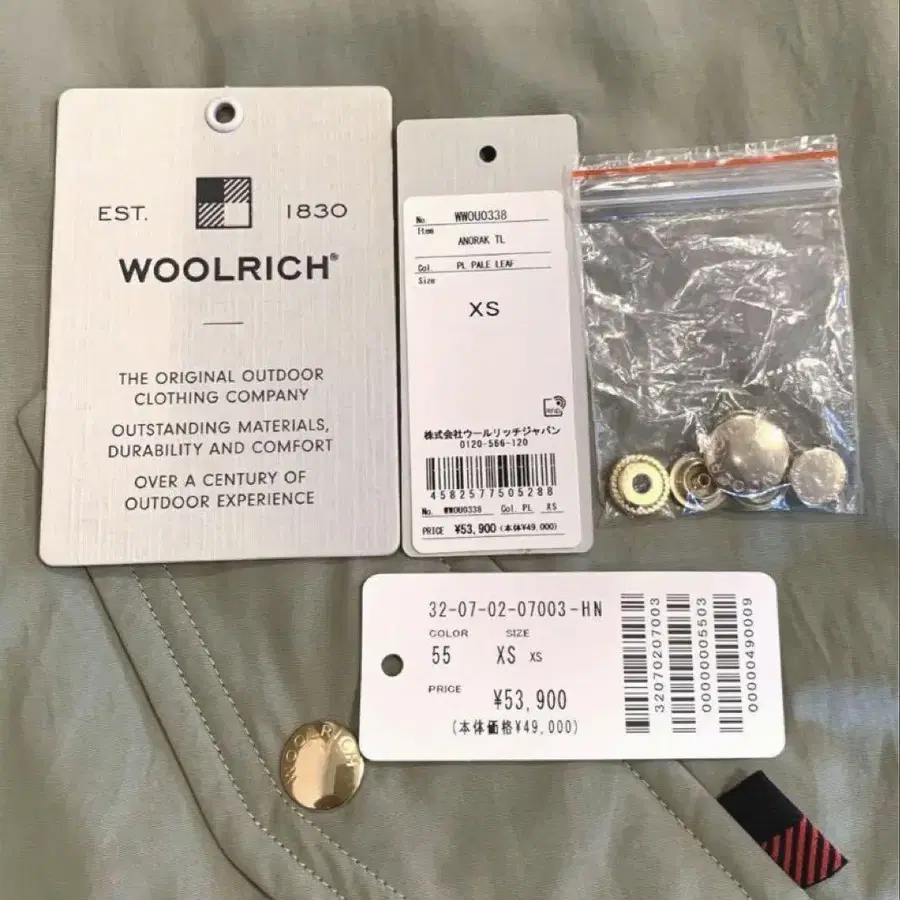 EST. 1830
WOOLRICH®
THE ORIGINAL OUTDOOR
CLOTHING COMPANY
OUTSTANDING MATERIALS,
DURABILITY AND COMFORT
OVER A CENTURY OF
OUTDOOR EXPERIENCE
No. WWOU0338
Item
ANORAK TL
Col. PL PALE LEAF
Size
XS
RFID
株式会社ウールリッチジャパン
0120-566-120
4582577505288
No. WWOU0338 Col. PL XS
PRICE ¥53,900 (本体¥49,000)
32-07-02-07003-HN
COLOR SIZE
55 XS XS
PRICE
¥53,900
(本体価格¥49,000)
32070207003
00000005503
00000490009
WOOLRICH